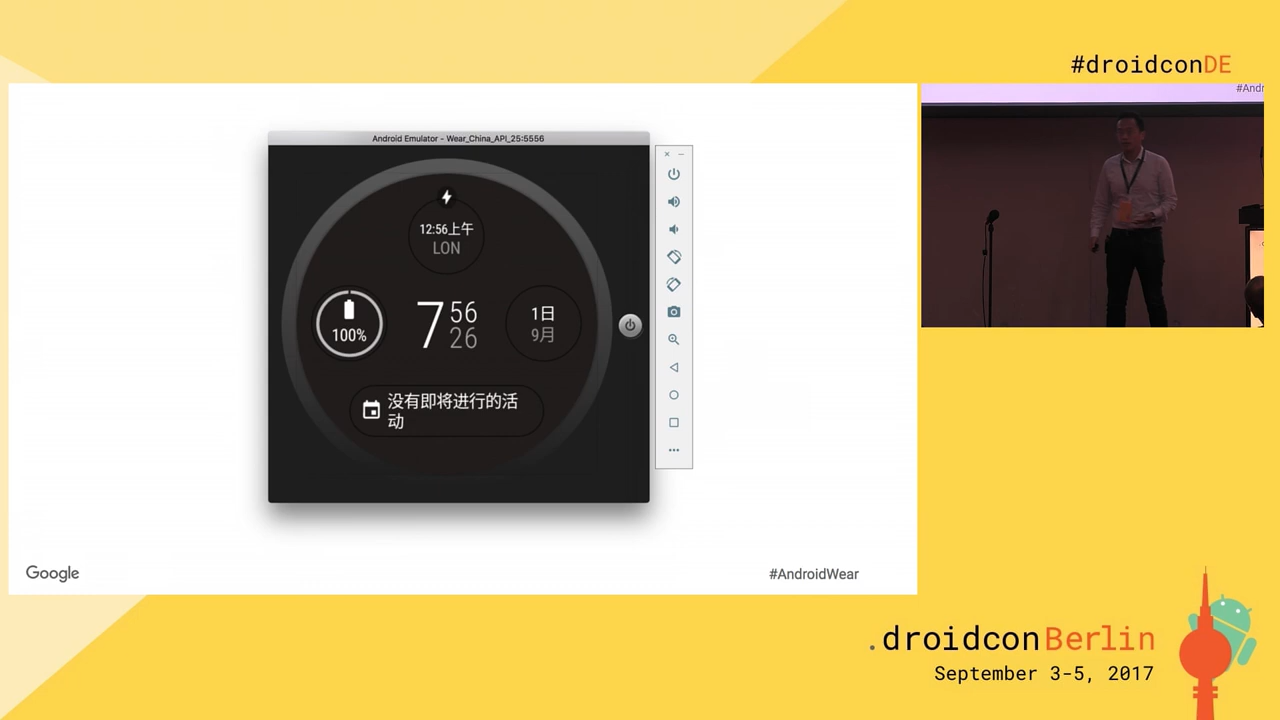 #droidconDE
#Andr
Android Emulator - Wear_China_API_25:5556
12:56上午
LON
100%
7 56
26
1日
9月
没有即将进行的活
动
Google
#AndroidWear
.droidconBerlin
September 3-5, 2017